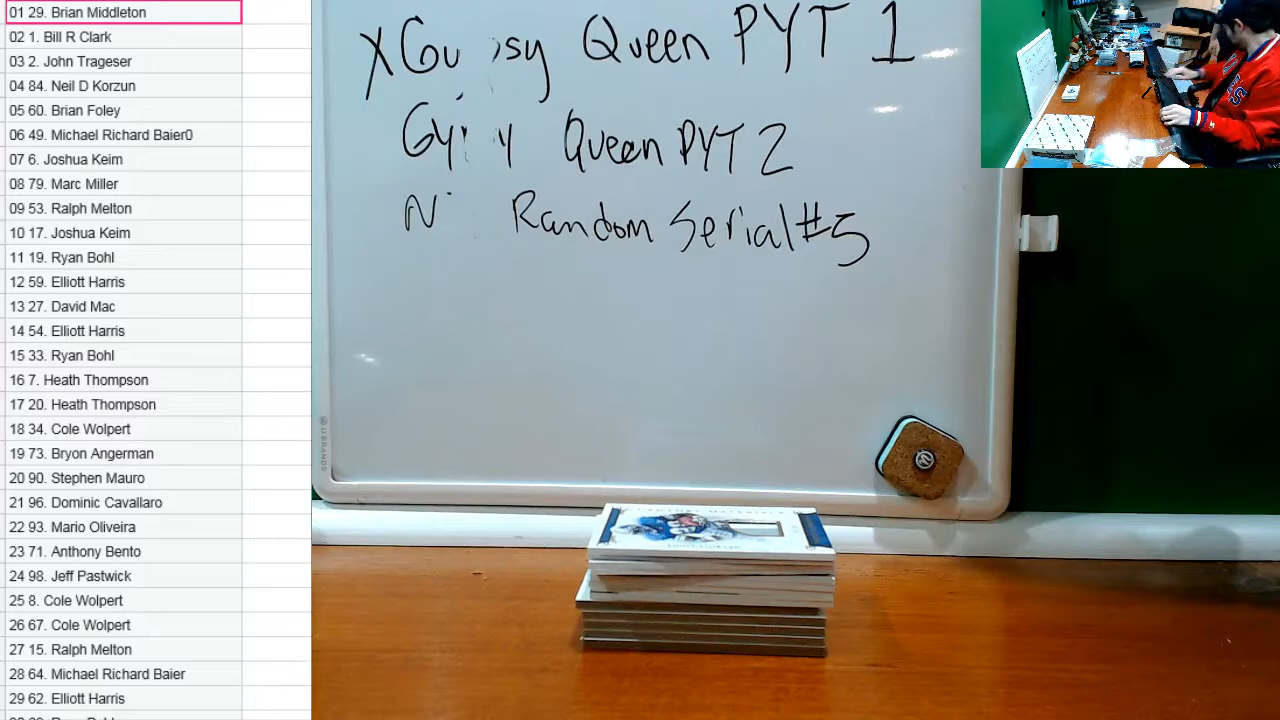 01 29. Brian Middleton
02 1. Bill R Clark
03 2. John Trageser
04 84. Neil D Korzun
05 60. Brian Foley
06 49. Michael Richard Baier0
07 6. Joshua Keim
08 79. Marc Miller
09 53. Ralph Melton
10 17. Joshua Keim
11 19. Ryan Bohl
12 59. Elliott Harris
13 27. David Mac
14 54. Elliott Harris
15 33. Ryan Bohl
16 7. Heath Thompson
17 20. Heath Thompson
18 34. Cole Wolpert
19 73. Bryon Angerman
20 90. Stephen Mauro
21 96. Dominic Cavallaro
22 93. Mario Oliveira
23 71. Anthony Bento
24 98. Jeff Pastwick
25 8. Cole Wolpert
26 67. Cole Wolpert
27 15. Ralph Melton
28 64. Michael Richard Baier
29 62. Elliott Harris
Queen PYT 1
Queen PYT 2
Random Serial #5